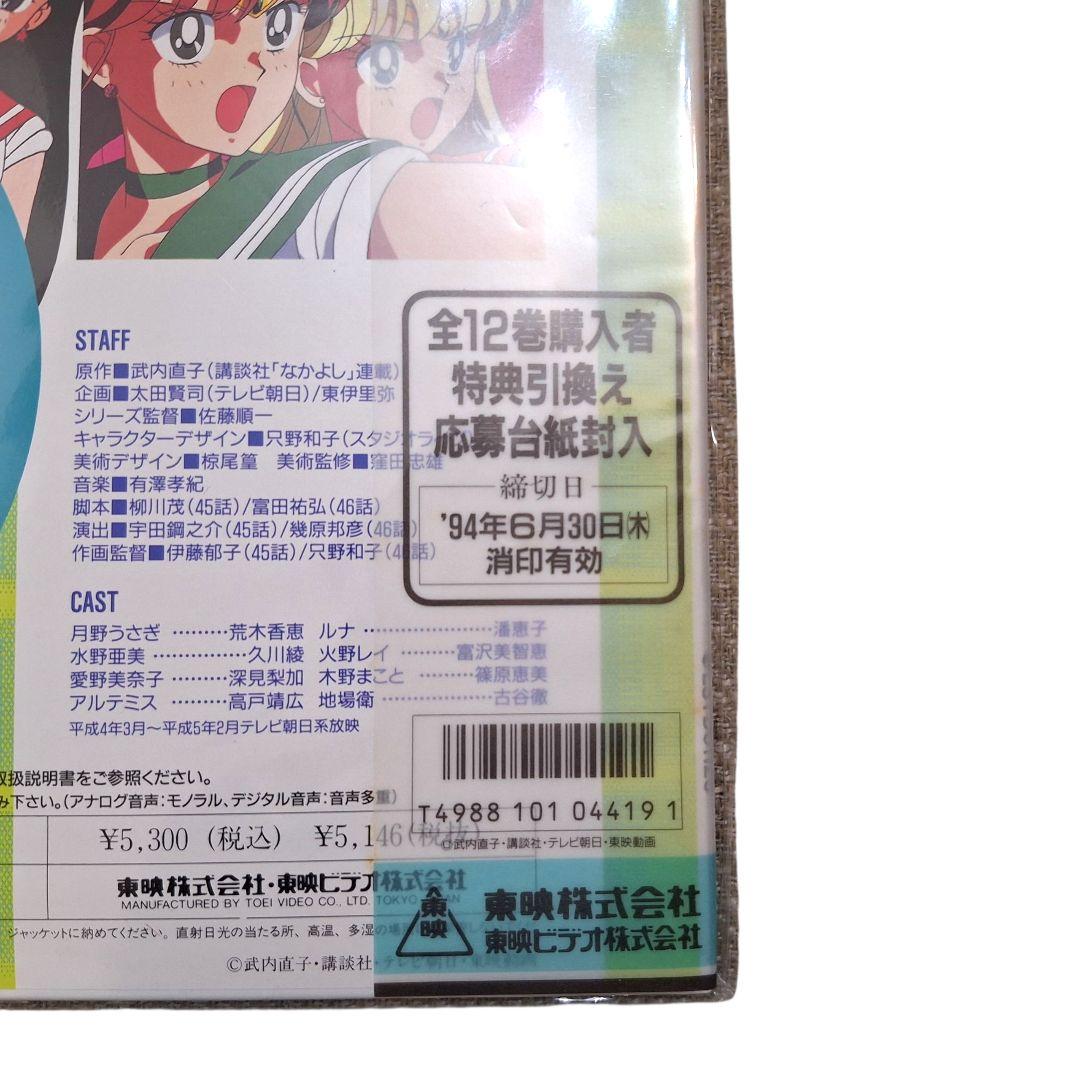 STAFF
原作■武内直子(講談社「なかよし」連載)
企画■太田賢司(テレビ朝日)/東伊里弥
シリーズ監督■佐藤順一
キャラクターデザイン■只野和子(スタジオ
美術デザイン■椋尾篁 美術監修■窪田忠雄
音楽■有澤孝紀
脚本■柳川茂(45話)/富田祐弘(46話)
演出■宇田鋼之介(45話)/幾原邦彦(46話)
作画監督■伊藤郁子(45話)/只野和子(46話)
CAST
月野うさぎ………荒木香恵 ルナ…………………潘恵子
水野亜美……………久川綾 火野レイ………富沢美智恵
愛野美奈子………深見梨加 木野まこと………篠原恵美
アルテミス………高戸靖広 地場衛………………古谷徹
平成4年3月〜平成5年2月テレビ朝日系放映
取扱説明書をご参照ください。
み下さい。(アナログ音声:モノラル、デジタル音声:音声多重)
¥5,300(税込) ¥5,146(税抜)
東映株式会社・東映ビデオ株式会社
MANUFACTURED BY TOEI VIDEO CO., LTD. TOKYO JAPAN
ジャケットに納めてください。直射日光の当たる所、高温、多湿の場所
©武内直子・講談社・テレビ朝日・東映動画
全12巻購入者
特典引換え
応募台紙封入
締切日
'94年6月30日㈭
消印有効
T4988 101 04419 1
©武内直子・講談社・テレビ朝日・東映動画
東映
東映株式会社
東映ビデオ株式会社